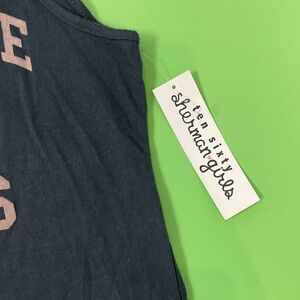 E
S
ten sixty
sherman girls